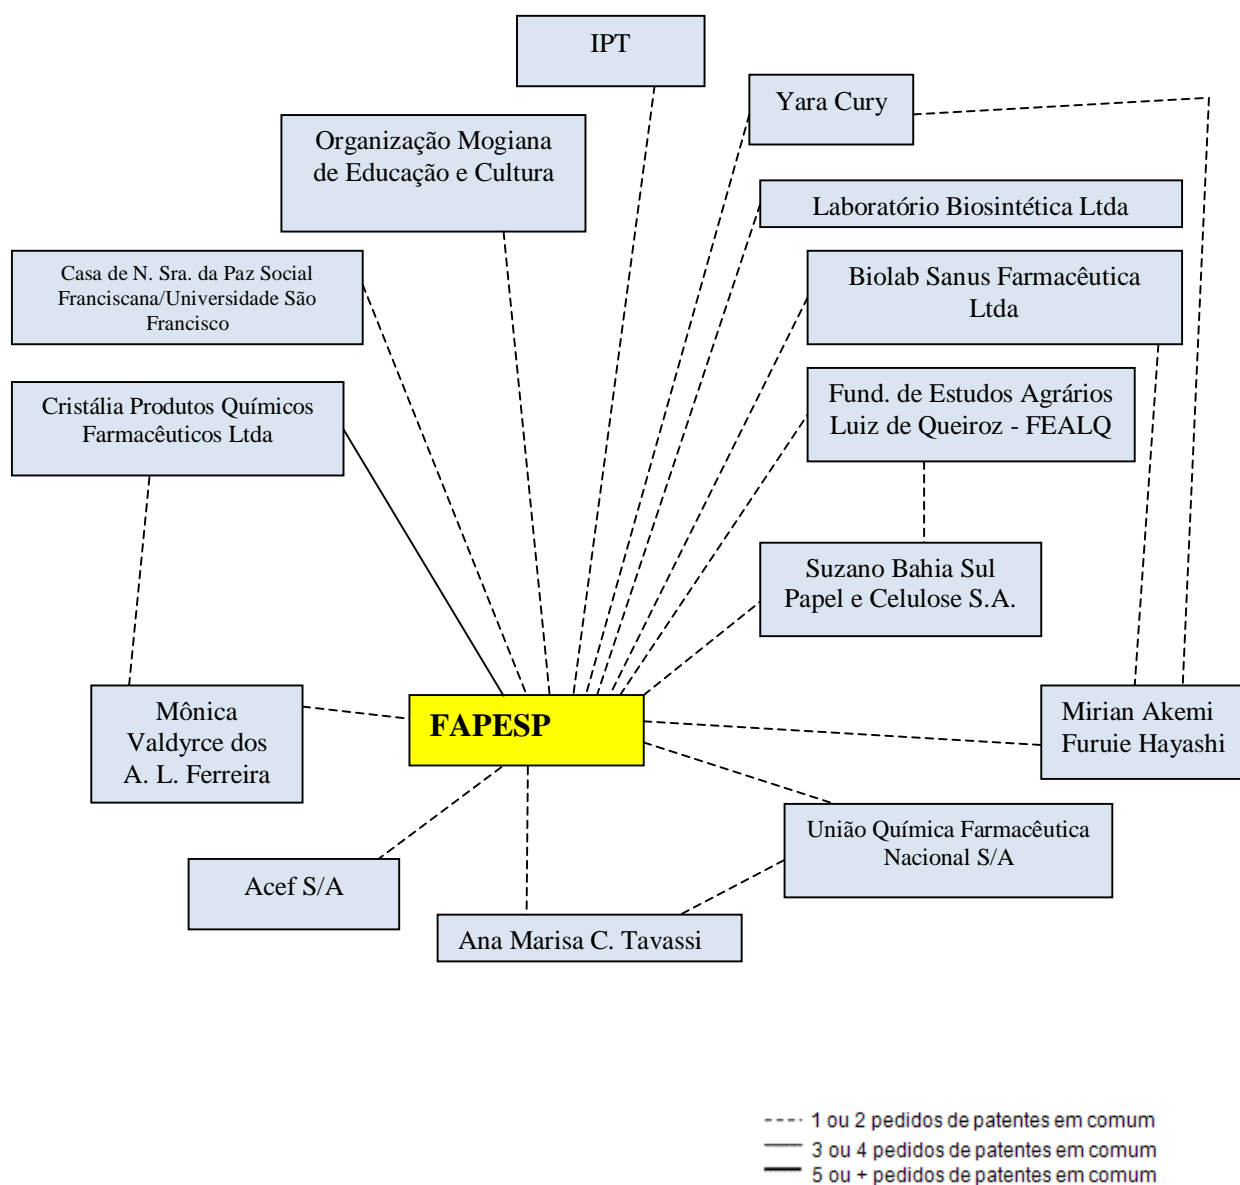 IPT
Yara Cury
Organização Mogiana
de Educação e Cultura
Laboratório Biosintética Ltda
Casa de N. Sra. da Paz Social
Franciscana/Universidade São
Francisco
Biolab Sanus Farmacêutica
Ltda
Cristália Produtos Químicos
Farmacêuticos Ltda
Fund. de Estudos Agrários
Luiz de Queiroz - FEALQ
Suzano Bahia Sul
Papel e Celulose S.A.
Mônica
Valdyrce dos
A. L. Ferreira
FAPESP
Mirian Akemi
Furuie Hayashi
União Química Farmacêutica
Nacional S/A
Acef S/A
Ana Marisa C. Tavassi
1 ou 2 pedidos de patentes em comum
3 ou 4 pedidos de patentes em comum
5 ou + pedidos de patentes em comum